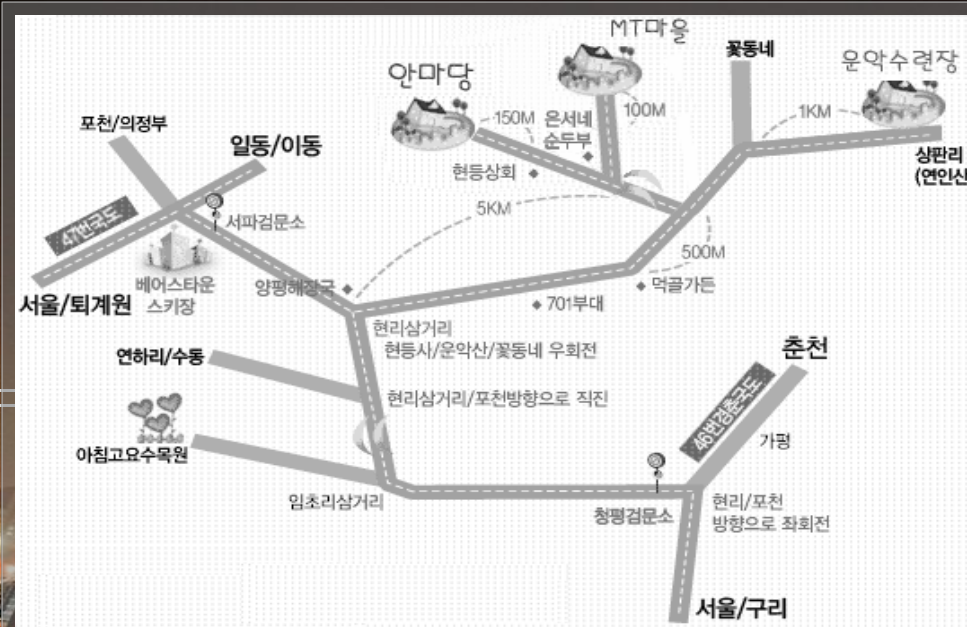 MT마을
꽃동네
운악수련장
안마당
150M
은서네
순두부
100M
1KM
포천/의정부
일동/이동
현등상회
상판리
(연인산
5KM
47번국도
서파검문소
500M
베어스타운
스키장
양평해장국
먹골가든
701부대
서울/퇴계원
현리삼거리
현등사/운악산/꽃동네 우회전
연하리/수동
춘천
현리삼거리/포천방향으로 직진
46번경춘국도
가평
아침고요수목원
임초리삼거리
청평검문소
현리/포천
방향으로 좌회전
서울/구리